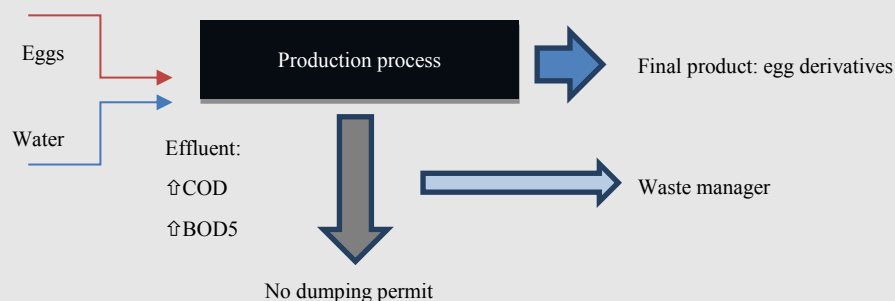 Eggs
Production process
Final product: egg derivatives
Water
Effluent:
⇧COD
Waste manager
⇧BOD5
No dumping permit